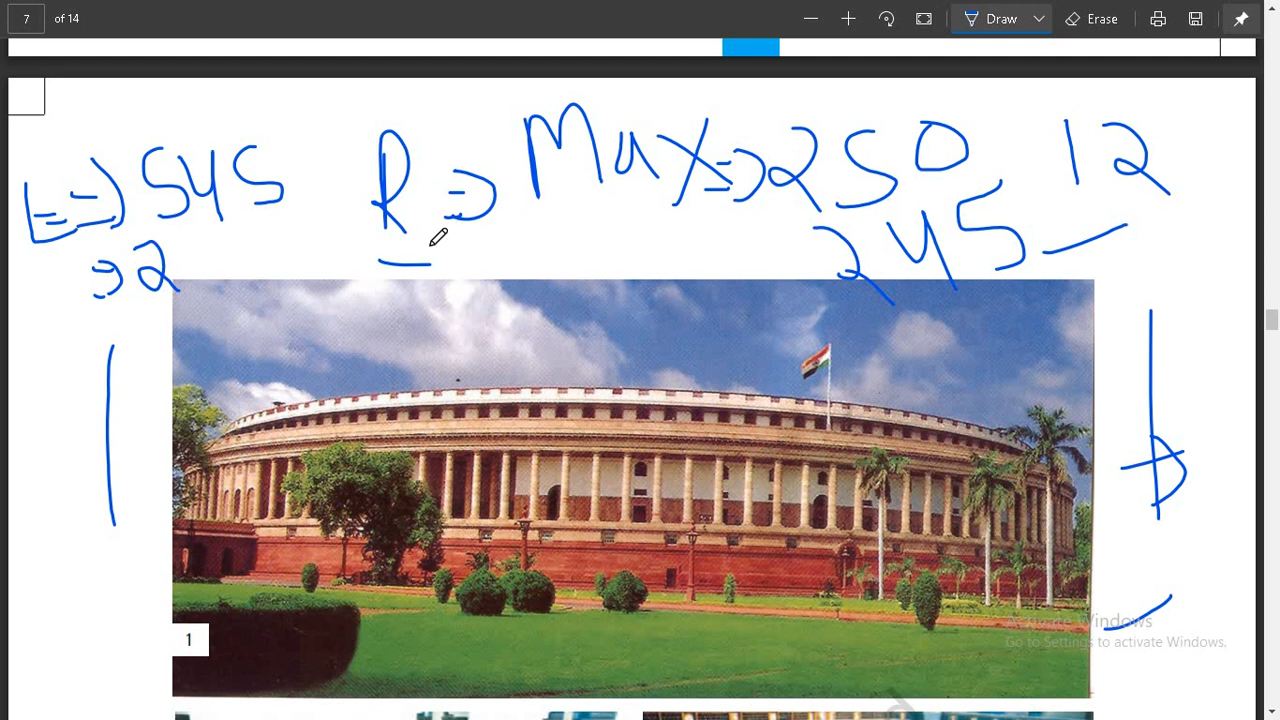 7 of 14 Draw Erase
L => 545 R => Max => 250 12
=> 2 245
1
Activate Windows
Go to Settings to activate Windows.